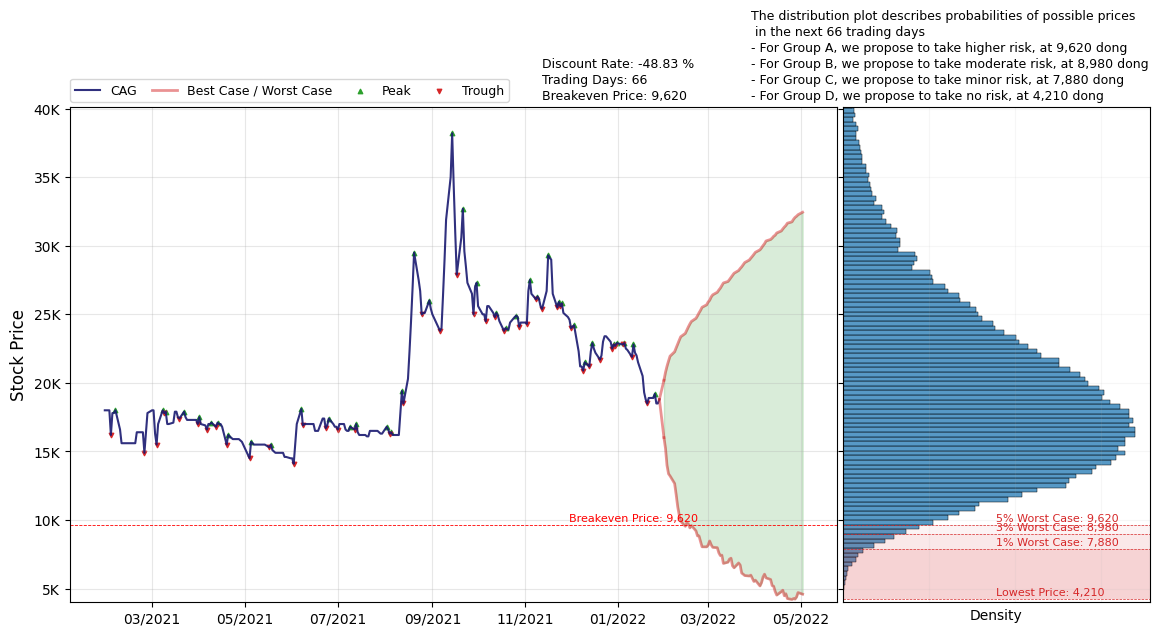 The distribution plot describes probabilities of possible prices
in the next 66 trading days
- For Group A, we propose to take higher risk, at 9,620 dong
- For Group B, we propose to take moderate risk, at 8,980 dong
- For Group C, we propose to take minor risk, at 7,880 dong
- For Group D, we propose to take no risk, at 4,210 dong
Discount Rate: -48.83 %
Trading Days: 66
Breakeven Price: 9,620
CAG
Best Case / Worst Case
Peak
Trough
Stock Price
40K
35K
30K
25K
20K
15K
10K
5K
Breakeven Price: 9,620
5% Worst Case: 9,620
3% Worst Case: 8,980
1% Worst Case: 7,880
Lowest Price: 4,210
03/2021
05/2021
07/2021
09/2021
11/2021
01/2022
03/2022
05/2022
Density